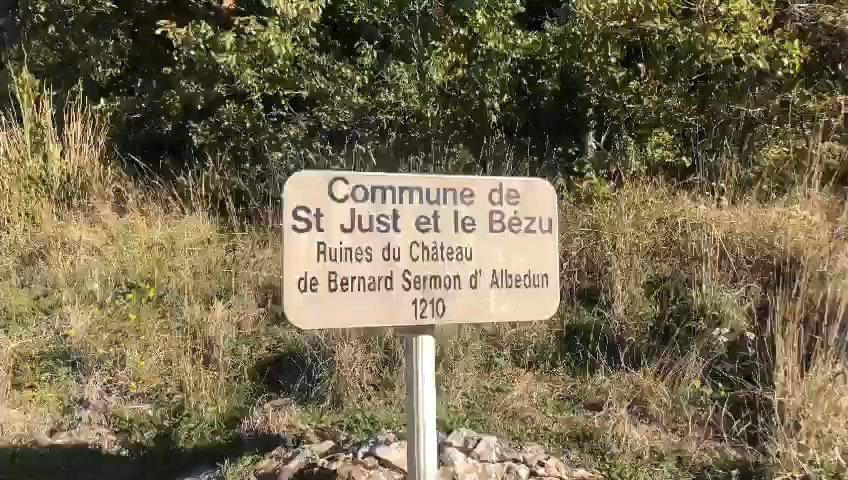 Commune de
St Just et le Bézu
Ruines du Château
de Bernard Sermon d' Albedun
1210